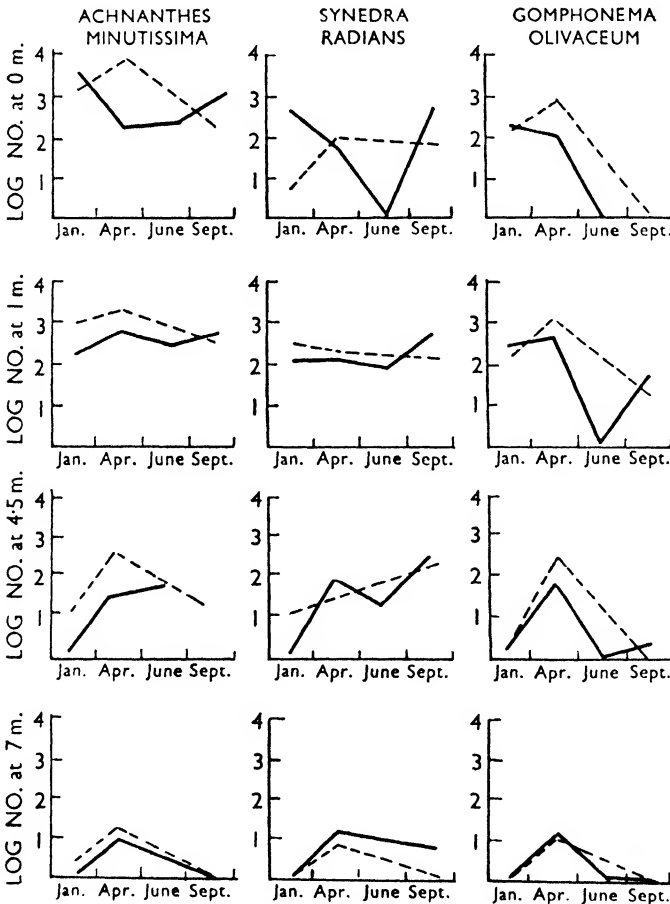 ACHNANTHES
MINUTISSIMA
SYNEDRA
RADIANS
GOMPHONEMA
OLIVACEUM
LOG NO. at 0 m.
4
3
2
1
Jan. Apr. June Sept.
4
3
2
1
Jan. Apr. June Sept.
4
3
2
1
Jan. Apr. June Sept.
LOG NO. at 1 m.
4
3
2
1
Jan. Apr. June Sept.
4
3
2
1
Jan. Apr. June Sept.
4
3
2
1
Jan. Apr. June Sept.
LOG NO. at 4·5 m.
4
3
2
1
Jan. Apr. June Sept.
4
3
2
1
Jan. Apr. June Sept.
4
3
2
1
Jan. Apr. June Sept.
LOG NO. at 7 m.
4
3
2
1
Jan. Apr. June Sept.
4
3
2
1
Jan. Apr. June Sept.
4
3
2
1
Jan. Apr. June Sept.